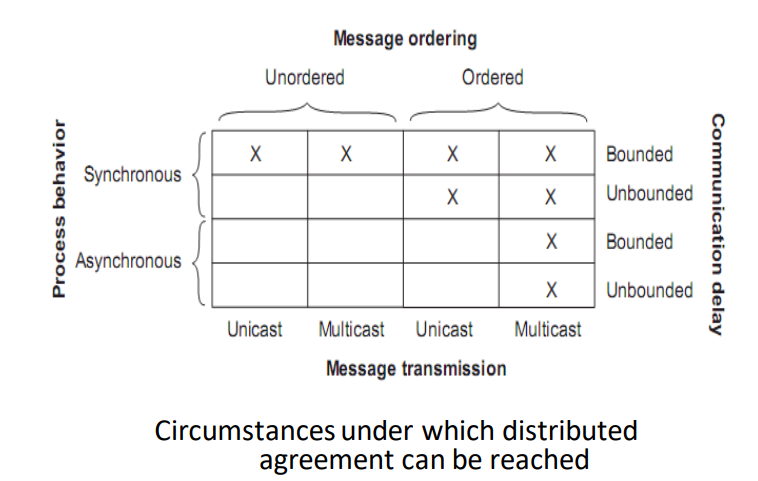 Message ordering
Unordered Ordered
Process behavior
Communication delay
Synchronous
Asynchronous
X X X X Bounded
X X Unbounded
X Bounded
X Unbounded
Unicast Multicast Unicast Multicast
Message transmission
Circumstances under which distributed
agreement can be reached